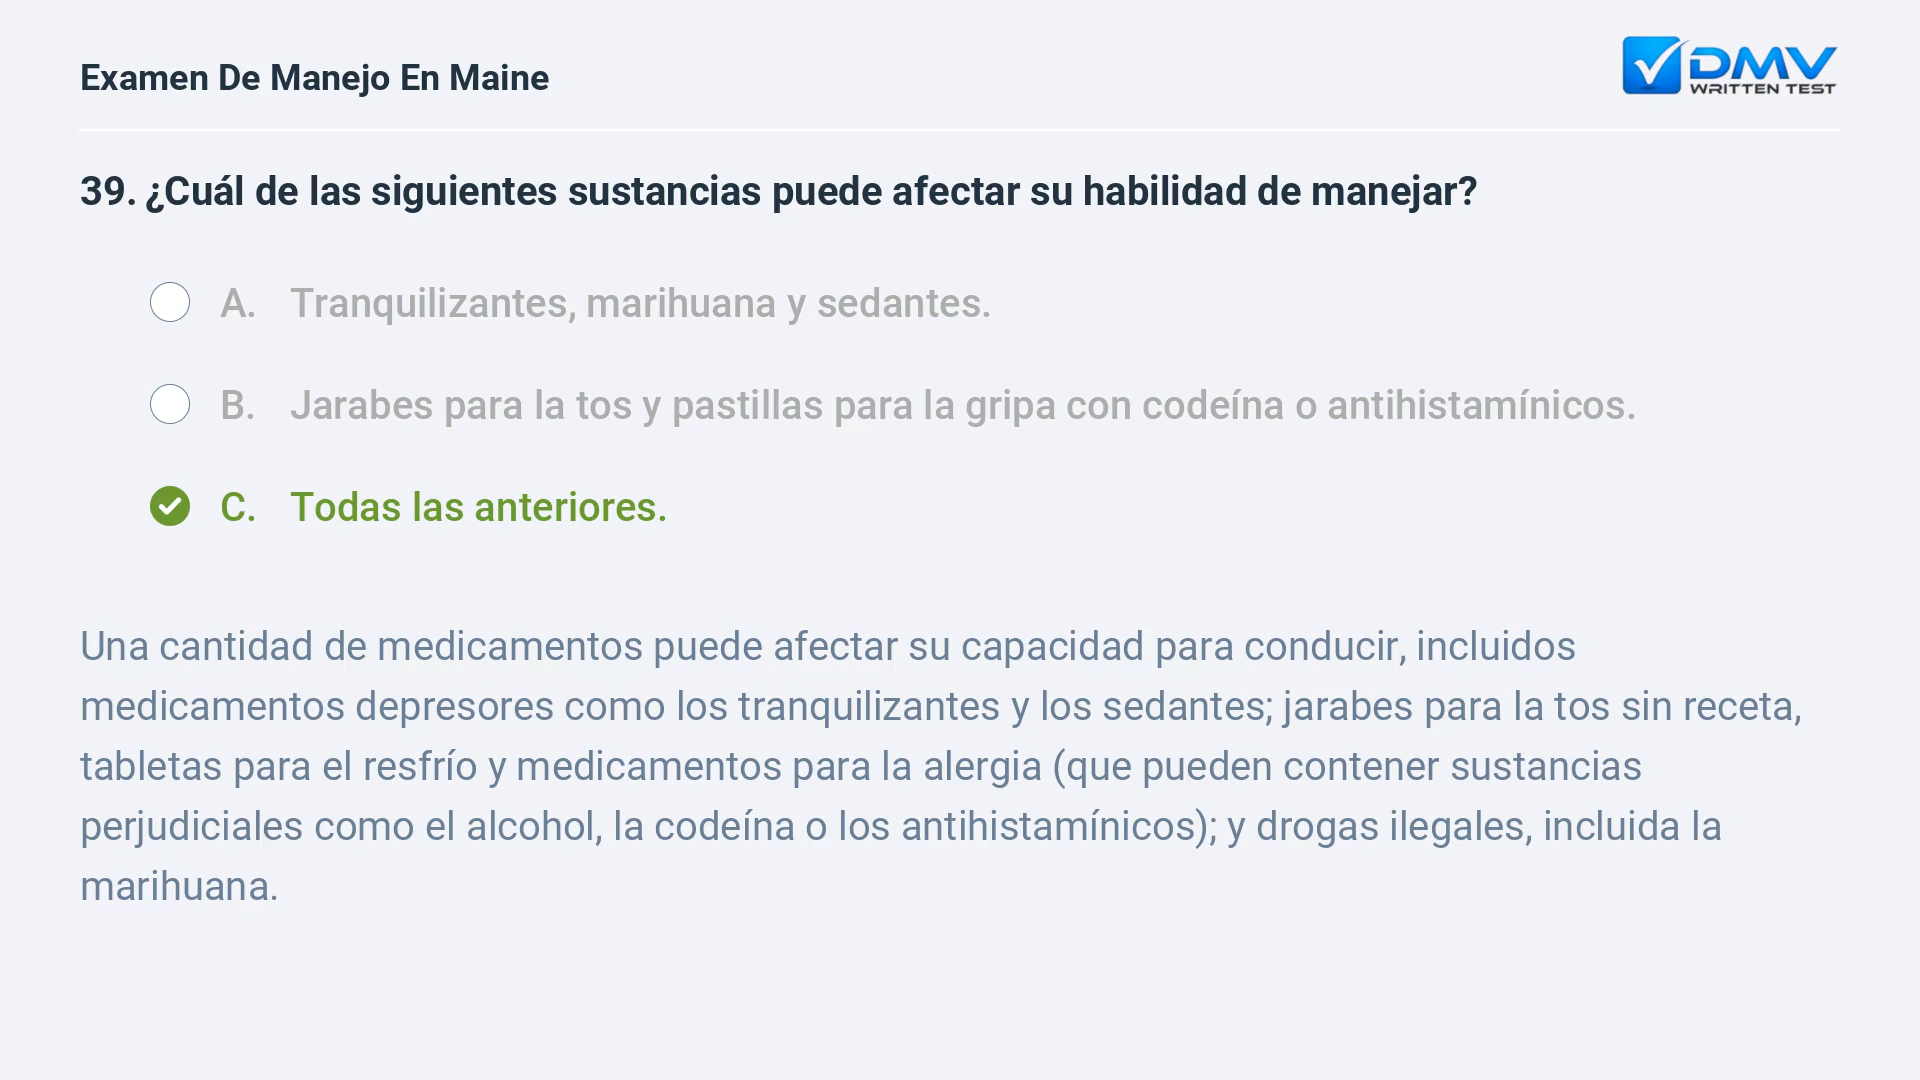 Examen De Manejo En Maine
DMV
WRITTEN TEST
39. ¿Cuál de las siguientes sustancias puede afectar su habilidad de manejar?
A. Tranquilizantes, marihuana y sedantes.
B. Jarabes para la tos y pastillas para la gripa con codeína o antihistamínicos.
C. Todas las anteriores.
Una cantidad de medicamentos puede afectar su capacidad para conducir, incluidos
medicamentos depresores como los tranquilizantes y los sedantes; jarabes para la tos sin receta,
tabletas para el resfrío y medicamentos para la alergia (que pueden contener sustancias
perjudiciales como el alcohol, la codeína o los antihistamínicos); y drogas ilegales, incluida la
marihuana.